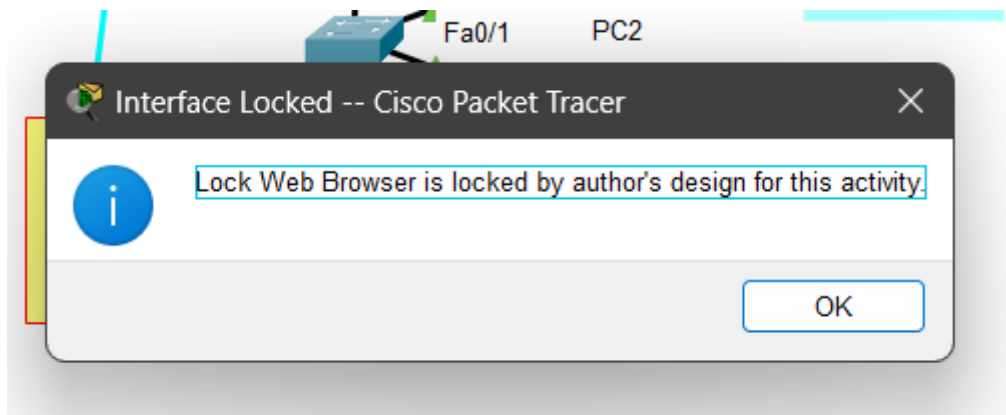 Fa0/1 PC2
Interface Locked -- Cisco Packet Tracer
Lock Web Browser is locked by author's design for this activity.
OK